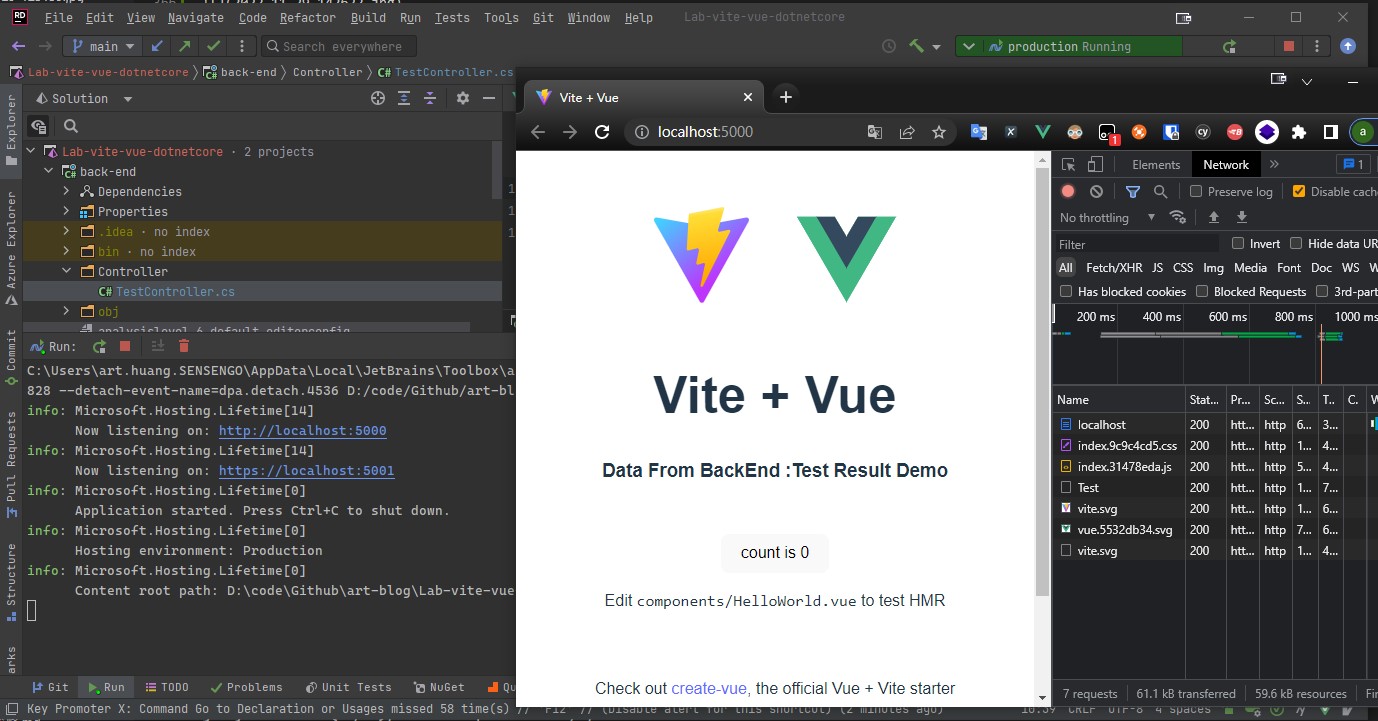 RD File Edit View Navigate Code Refactor Build Run Tests Tools Git Window Help Lab-vite-vue-dotnetcore
main Search everywhere production Running
Lab-vite-vue-dotnetcore back-end Controller C# TestController.cs
Explorer
Azure Explorer
Commit
Pull Requests
Structure
arks
Solution
Lab-vite-vue-dotnetcore · 2 projects
back-end
Dependencies
Properties
.idea · no index
bin · no index
Controller
C# TestController.cs
obj
analysislevel_6_default.editorconfig
Run:
C:\Users\art.huang.SENSENGO\AppData\Local\JetBrains\Toolbox\a
828 --detach-event-name=dpa.detach.4536 D:/code/Github/art-bl
info: Microsoft.Hosting.Lifetime[14]
Now listening on: http://localhost:5000
info: Microsoft.Hosting.Lifetime[14]
Now listening on: https://localhost:5001
info: Microsoft.Hosting.Lifetime[0]
Application started. Press Ctrl+C to shut down.
info: Microsoft.Hosting.Lifetime[0]
Hosting environment: Production
info: Microsoft.Hosting.Lifetime[0]
Content root path: D:\code\Github\art-blog\Lab-vite-vue
Git Run TODO Problems Unit Tests NuGet Qu
Key Promoter X: Command Go to Declaration or Usages missed 58 time(s) // 'F12' // (Disable alert for this shortcut) (2 minutes ago) 10:39 CRLF UTF-8 4 spaces
Vite + Vue
localhost:5000
1
cy
a
Vite + Vue
Data From BackEnd :Test Result Demo
count is 0
Edit components/HelloWorld.vue to test HMR
Check out create-vue, the official Vue + Vite starter
Elements Network 1
Preserve log Disable cache
No throttling
Filter Invert Hide data UR
All Fetch/XHR JS CSS Img Media Font Doc WS W
Has blocked cookies Blocked Requests 3rd-part
200 ms 400 ms 600 ms 800 ms 1000 ms
Name Stat... Pr... Sc... S... T... C. W
localhost 200 htt... http 6... 3...
index.9c9c4cd5.css 200 htt... http 1... 4...
index.31478eda.js 200 htt... http 5... 4...
Test 200 htt... http 1... 7...
vite.svg 200 htt... http 1... 6...
vue.5532db34.svg 200 htt... http 7... 6...
vite.svg 200 htt... http 1... 4...
7 requests 61.1 kB transferred 59.6 kB resources Fir